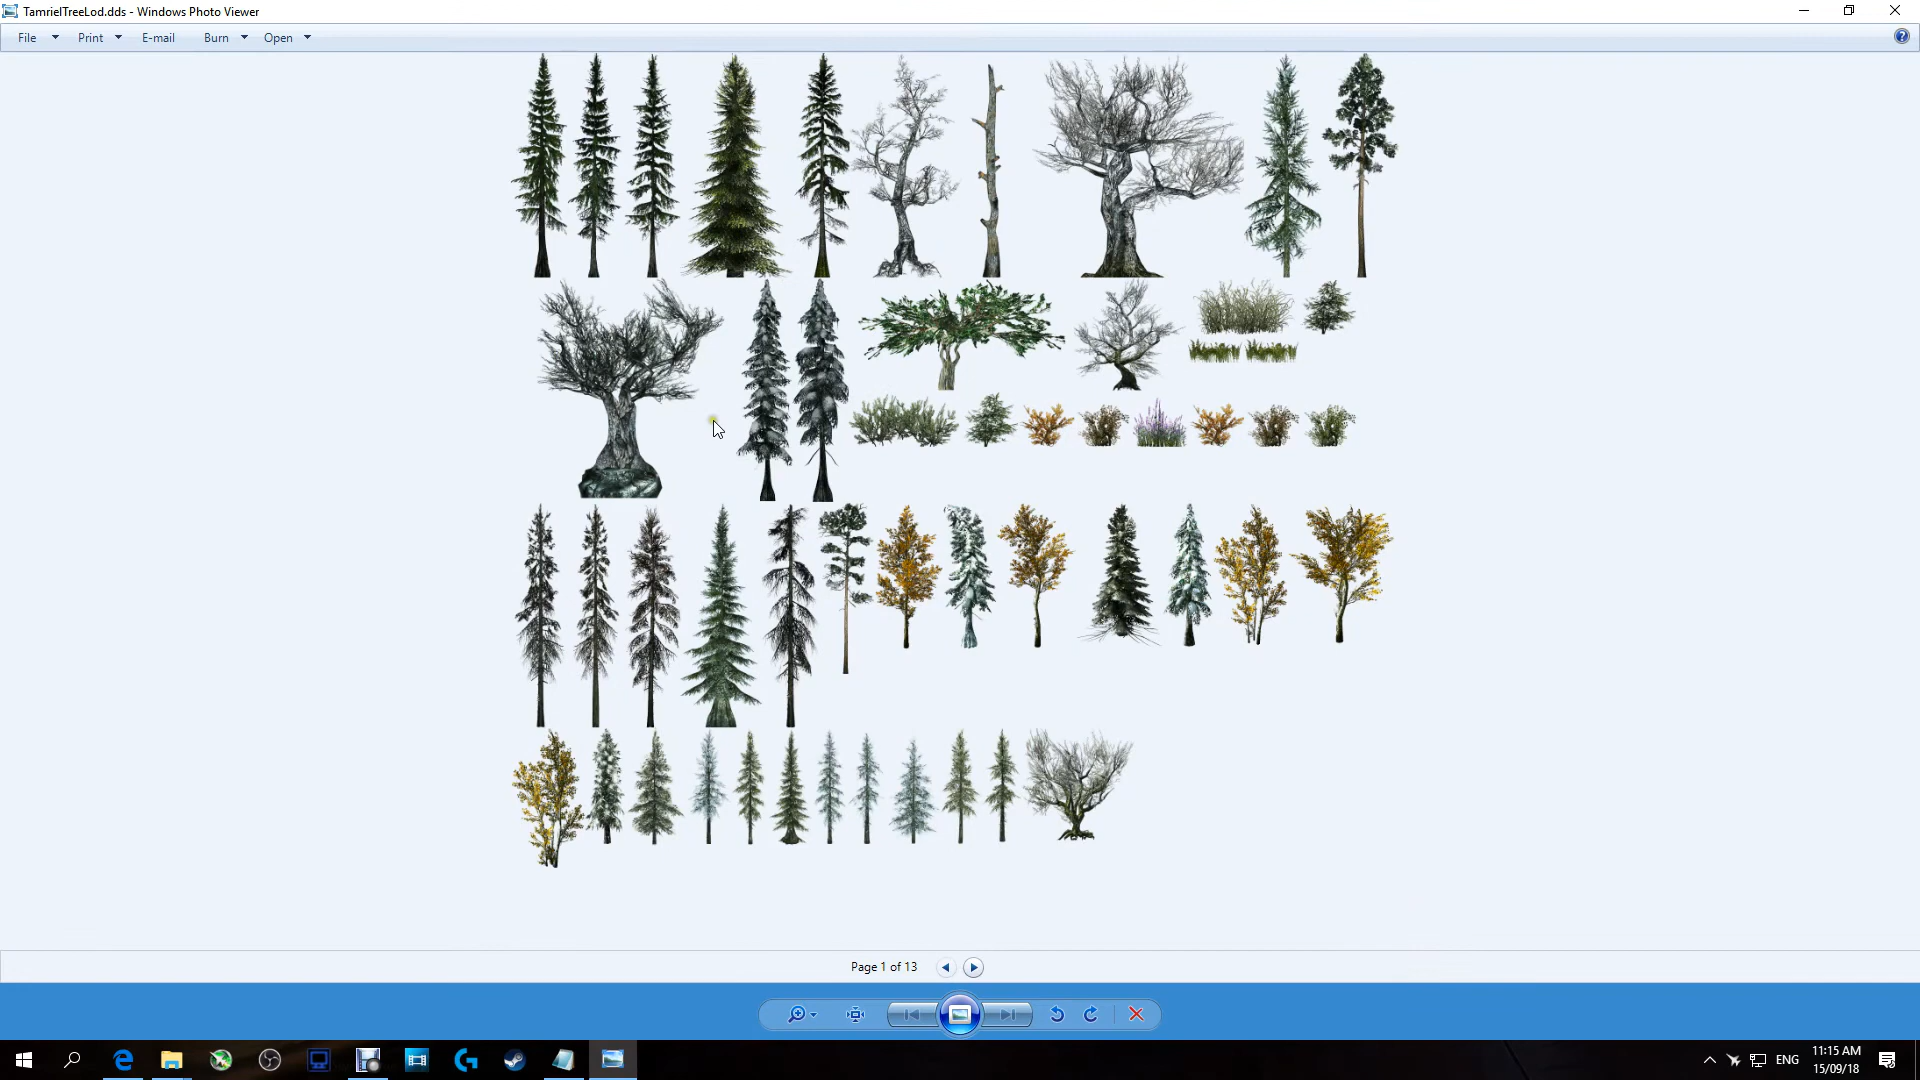 TamrielTreeLod.dds - Windows Photo Viewer
File Print E-mail Burn Open
Page 1 of 13
ENG
11:15 AM
15/09/18